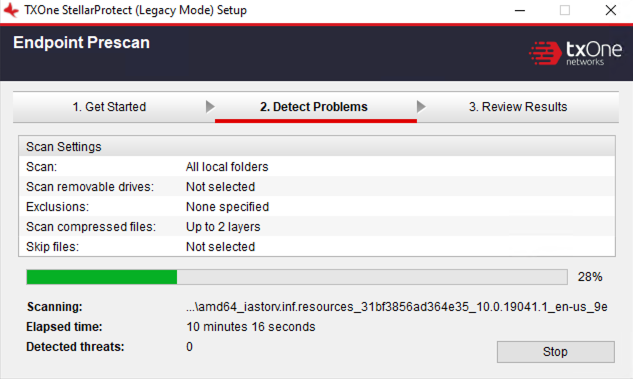 TXOne StellarProtect (Legacy Mode) Setup
Endpoint Prescan
txOne
networks
1. Get Started
2. Detect Problems
3. Review Results
Scan Settings
Scan: All local folders
Scan removable drives: Not selected
Exclusions: None specified
Scan compressed files: Up to 2 layers
Skip files: Not selected
28%
Scanning: ...\amd64_iastorv.inf.resources_31bf3856ad364e35_10.0.19041.1_en-us_9e
Elapsed time: 10 minutes 16 seconds
Detected threats: 0
Stop